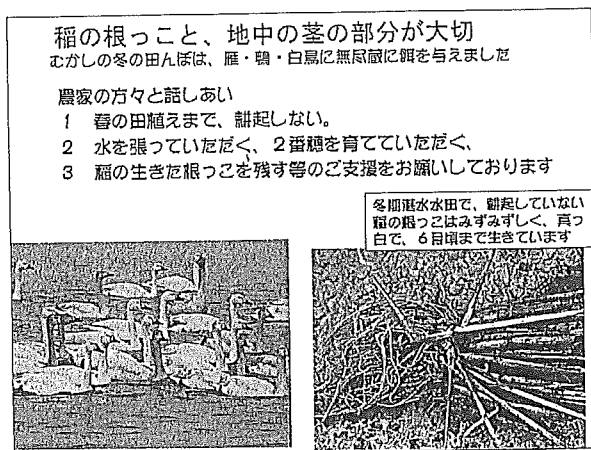 稲の根っこと、地中の茎の部分が大切
むかしの冬の田んぼは、雁・鴨・白鳥に無尽蔵に餌を与えました
農家の方々と話しあい
1 春の田植えまで、耕起しない。
2 水を張っていただく、2番穂を育てていただく、
3 稲の生きた根っこを残す等のご支援をお願いしております
冬期湛水水田で、耕起していない
稲の根っこはみずみずしく、真っ
白で、6月頃まで生きています